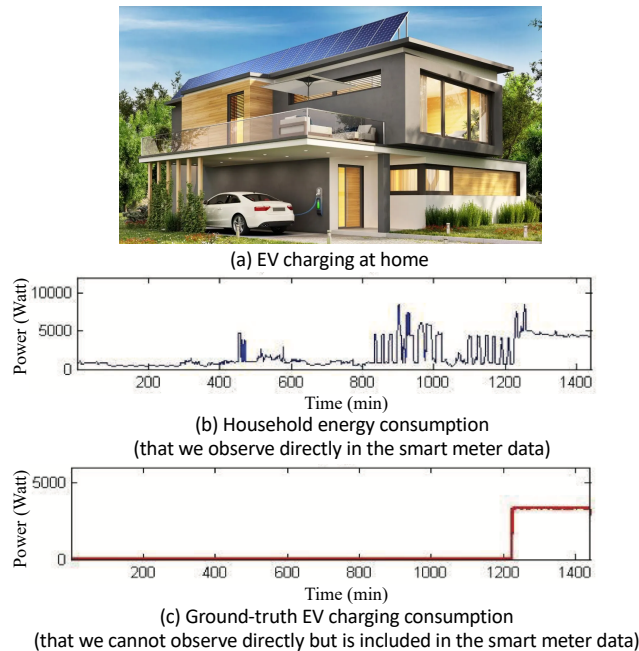 (a) EV charging at home
10000
5000
0
Power (Watt)
200 400 600 800 1000 1200 1400
Time (min)
(b) Household energy consumption
(that we observe directly in the smart meter data)
5000
0
Power (Watt)
200 400 600 800 1000 1200 1400
Time (min)
(c) Ground-truth EV charging consumption
(that we cannot observe directly but is included in the smart meter data)